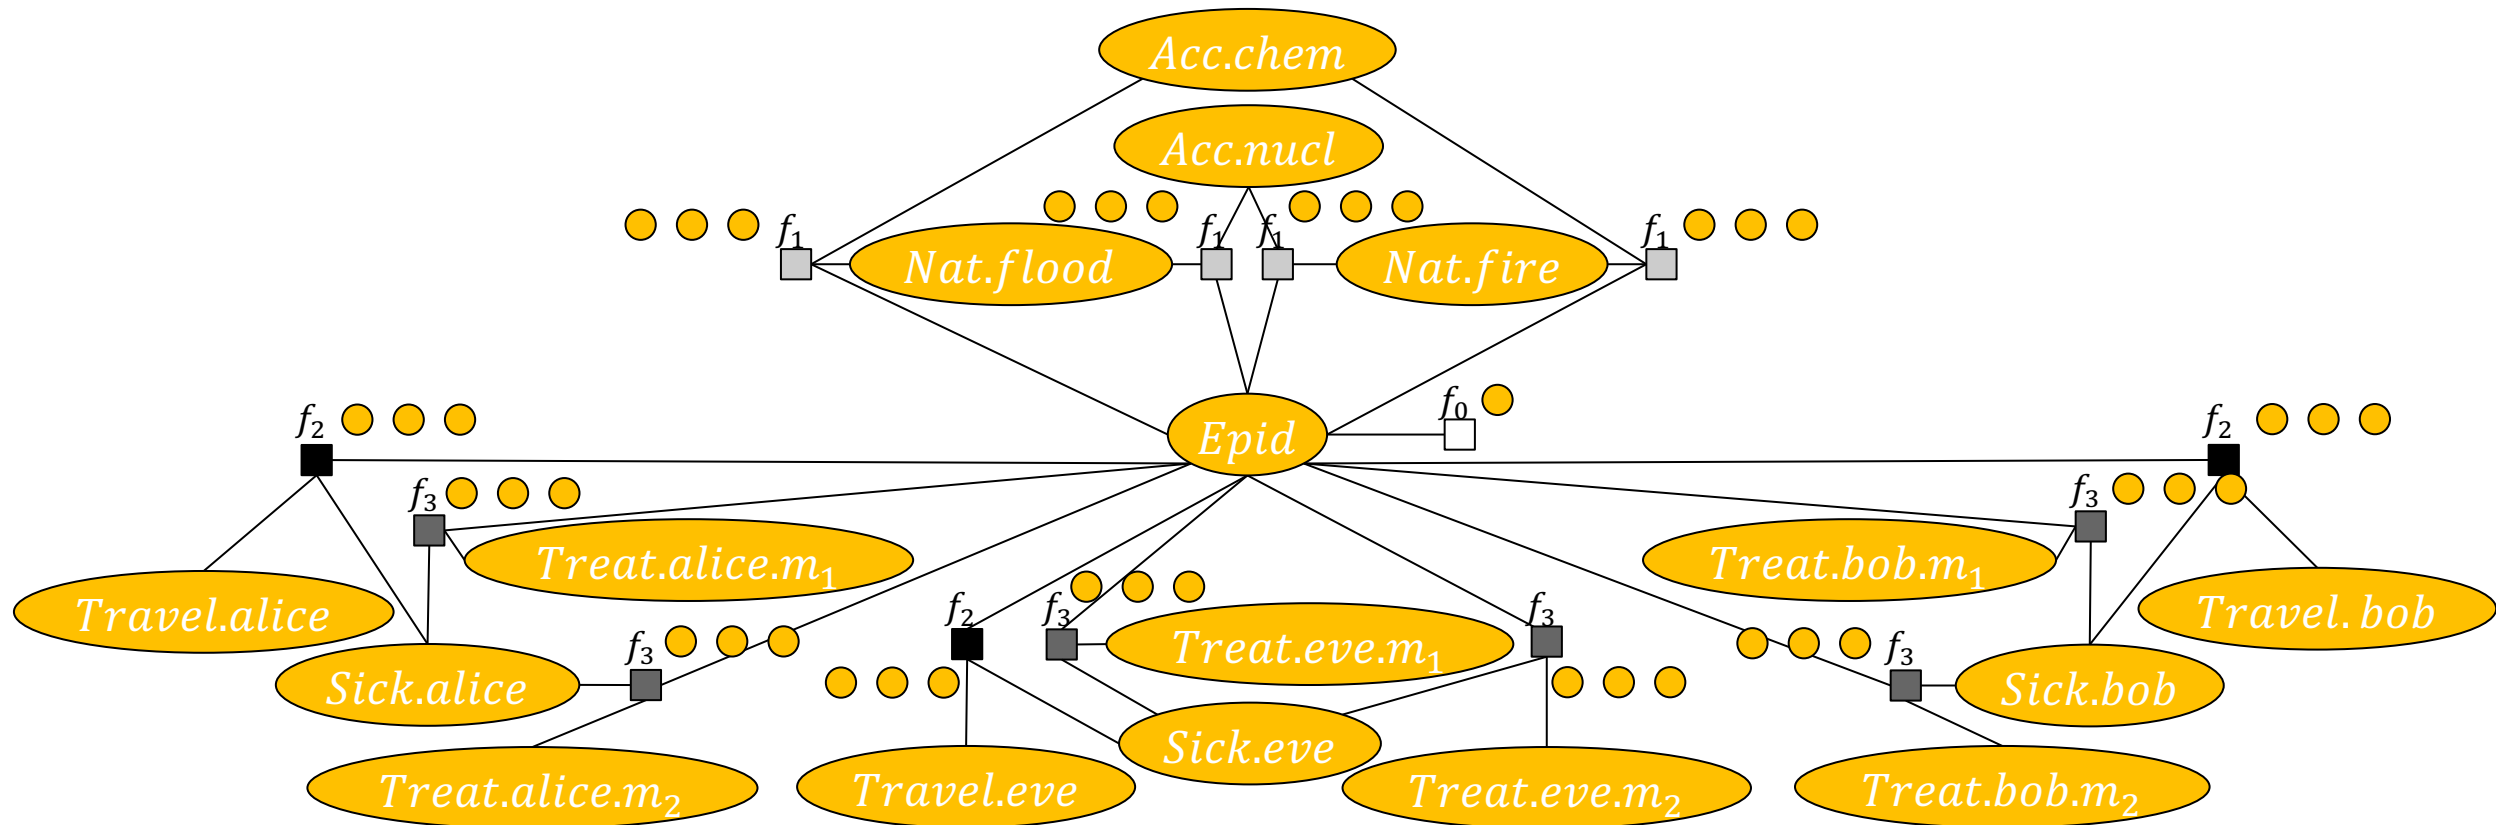 Acc.chem
Acc.nucl
f1 f1 f1 f1
Nat.flood Nat.fire
f0
Epid
f2 f2
f3 f3
Treat.alice.m1 Treat.bob.m1
Travel.alice f2 f3 f3 Travel. bob
Treat.eve.m1
f3 f3
Sick.alice Sick.bob
Sick.eve
Treat.alice.m2 Travel.eve Treat.eve.m2 Treat.bob.m2